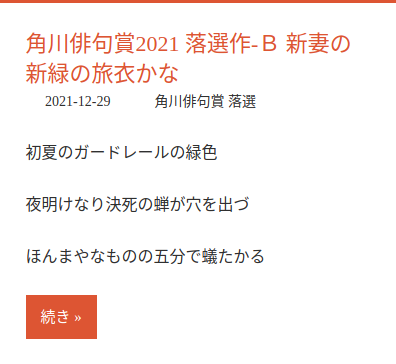 角川俳句賞2021 落選作-Ｂ 新妻の
新緑の旅衣かな
2021-12-29 角川俳句賞 落選
初夏のガードレールの緑色
夜明けなり決死の蝉が穴を出づ
ほんまやなものの五分で蟻たかる
続き »